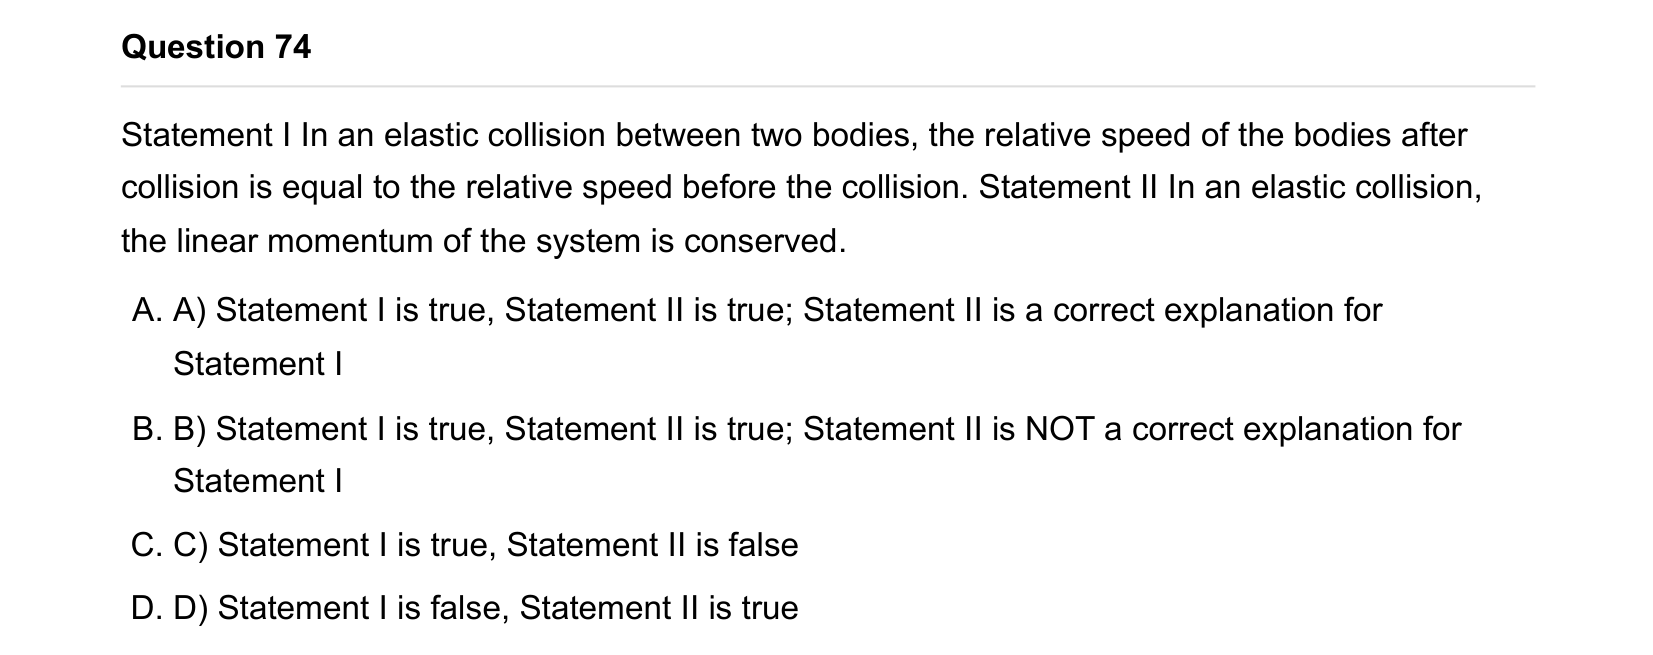 Question 74
Statement I In an elastic collision between two bodies, the relative speed of the bodies after
collision is equal to the relative speed before the collision. Statement II In an elastic collision,
the linear momentum of the system is conserved.
A. A) Statement I is true, Statement II is true; Statement II is a correct explanation for
Statement I
B. B) Statement I is true, Statement II is true; Statement II is NOT a correct explanation for
Statement I
C. C) Statement I is true, Statement II is false
D. D) Statement I is false, Statement II is true